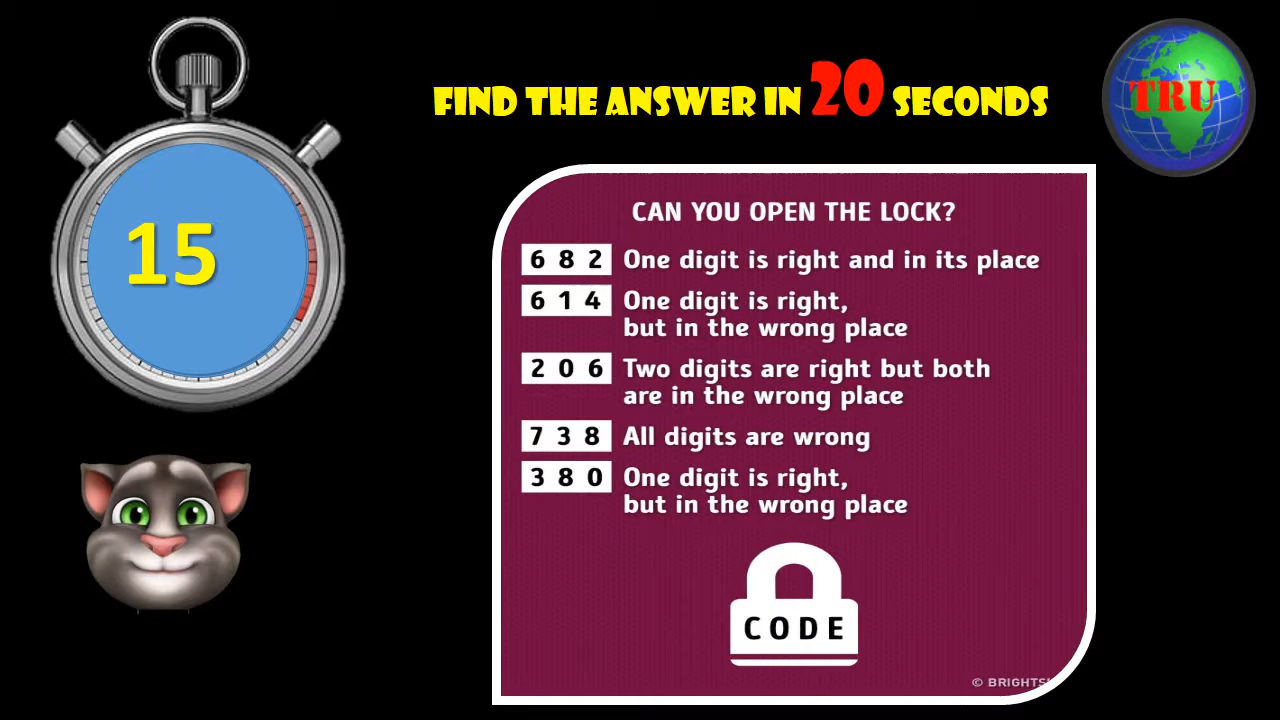 FIND THE ANSWER IN 20 SECONDS
TRU
15
CAN YOU OPEN THE LOCK?
6 8 2 One digit is right and in its place
6 1 4 One digit is right,
but in the wrong place
2 0 6 Two digits are right but both
are in the wrong place
7 3 8 All digits are wrong
3 8 0 One digit is right,
but in the wrong place
CODE
©